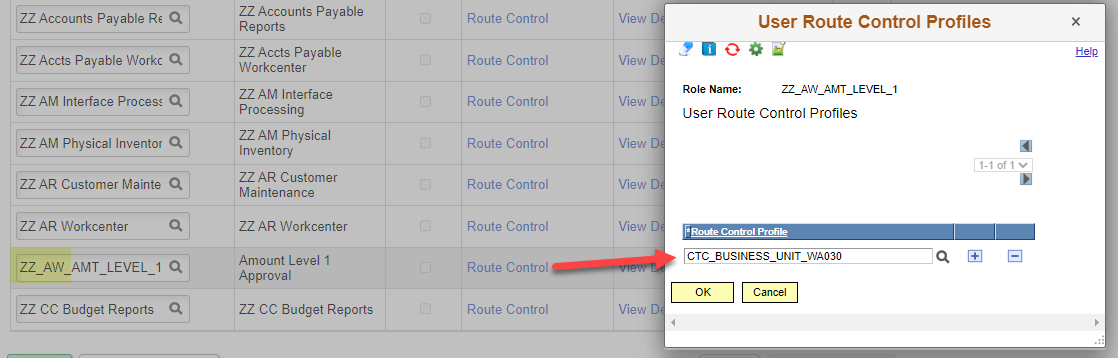 ZZ Accounts Payable Re
ZZ Accounts Payable
Reports
Route Control
View De
ZZ Accts Payable Workc
ZZ Accts Payable
Workcenter
Route Control
View De
ZZ AM Interface Process
ZZ AM Interface
Processing
Route Control
View De
ZZ AM Physical Inventor
ZZ AM Physical
Inventory
Route Control
View De
ZZ AR Customer Mainte
ZZ AR Customer
Maintenance
Route Control
View De
ZZ AR Workcenter
ZZ AR Workcenter
Route Control
View De
ZZ_AW_AMT_LEVEL_1
Amount Level 1
Approval
Route Control
View De
ZZ CC Budget Reports
ZZ CC Budget Reports
Route Control
View De
User Route Control Profiles
×
Help
Role Name: ZZ_AW_AMT_LEVEL_1
User Route Control Profiles
1-1 of 1
*Route Control Profile
CTC_BUSINESS_UNIT_WA030
OK
Cancel